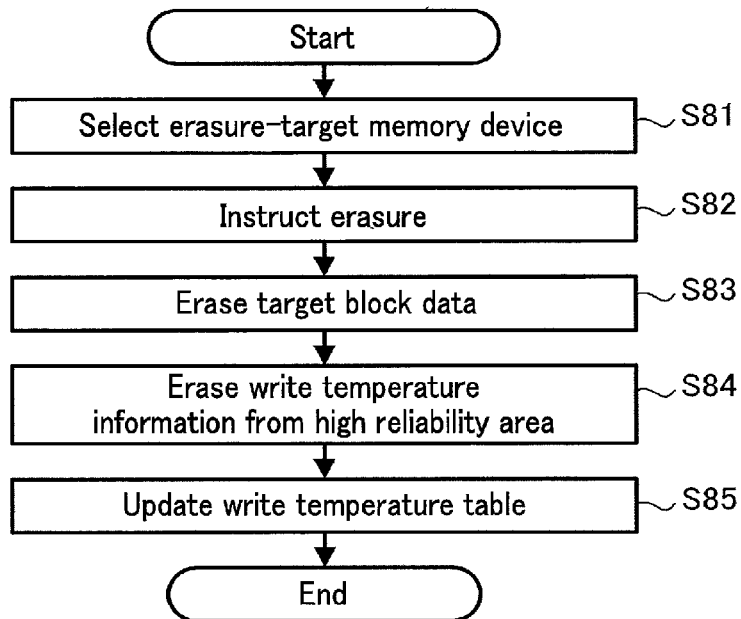 Start
Select erasure-target memory device
S81
Instruct erasure
S82
Erase target block data
S83
Erase write temperature
information from high reliability area
S84
Update write temperature table
S85
End